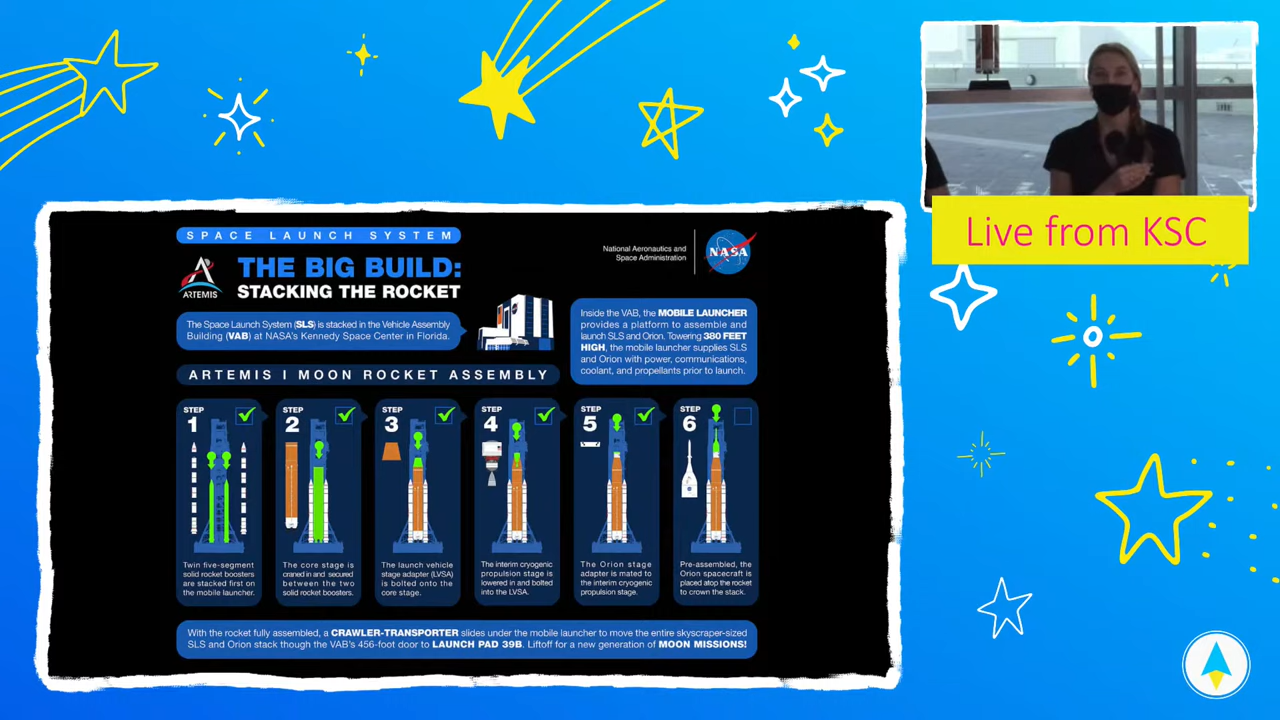 SPACE LAUNCH SYSTEM
ARTEMIS
THE BIG BUILD:
STACKING THE ROCKET
National Aeronautics and
Space Administration
NASA
The Space Launch System (SLS) is stacked in the Vehicle Assembly
Building (VAB) at NASA's Kennedy Space Center in Florida.
Inside the VAB, the MOBILE LAUNCHER
provides a platform to assemble and
launch SLS and Orion. Towering 380 FEET
HIGH, the mobile launcher supplies SLS
and Orion with power, communications,
coolant, and propellants prior to launch.
ARTEMIS I MOON ROCKET ASSEMBLY
STEP
1
Twin five-segment
solid rocket boosters
are stacked first on
the mobile launcher.
STEP
2
The core stage is
craned in and secured
between the two
solid rocket boosters.
STEP
3
The launch vehicle
stage adapter (LVSA)
is bolted onto the
core stage.
STEP
4
The interim cryogenic
propulsion stage is
lowered in and bolted
into the LVSA.
STEP
5
The Orion stage
adapter is mated to
the interim cryogenic
propulsion stage.
STEP
6
Pre-assembled, the
Orion spacecraft is
placed atop the rocket
to crown the stack.
With the rocket fully assembled, a CRAWLER-TRANSPORTER slides under the mobile launcher to move the entire skyscraper-sized
SLS and Orion stack though the VAB's 456-foot door to LAUNCH PAD 39B. Liftoff for a new generation of MOON MISSIONS!
Live from KSC